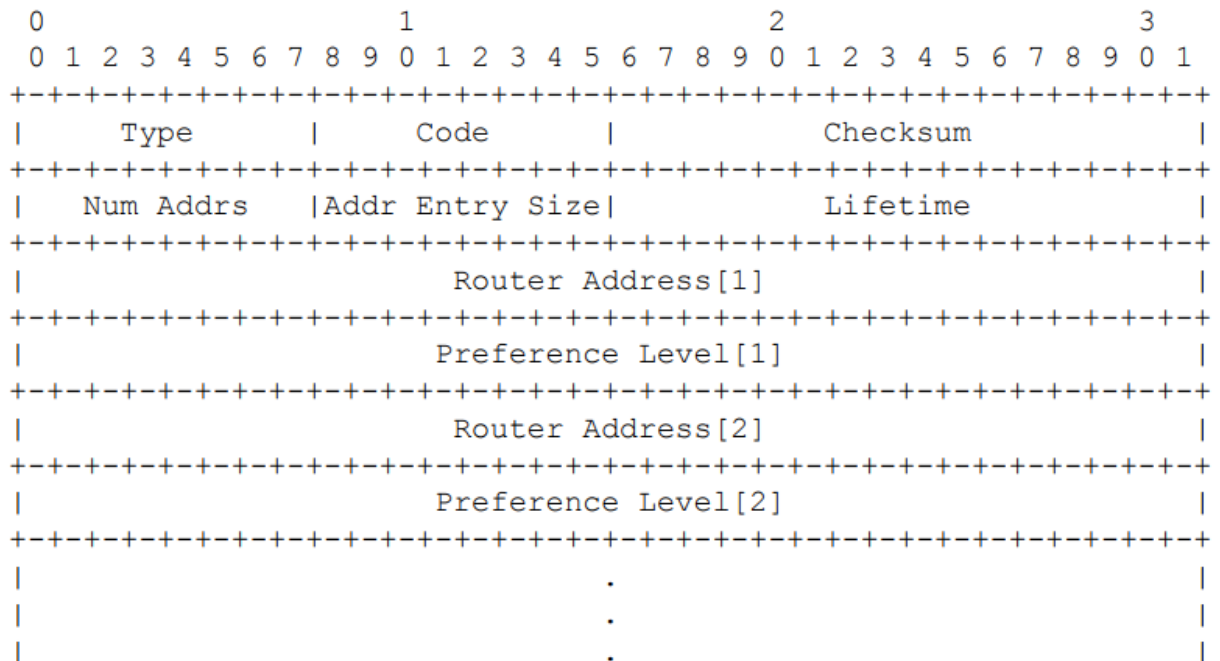 0                   1                   2                   3
0 1 2 3 4 5 6 7 8 9 0 1 2 3 4 5 6 7 8 9 0 1 2 3 4 5 6 7 8 9 0 1
+-+-+-+-+-+-+-+-+-+-+-+-+-+-+-+-+-+-+-+-+-+-+-+-+-+-+-+-+-+-+-+-+
|     Type      |     Code      |           Checksum            |
+-+-+-+-+-+-+-+-+-+-+-+-+-+-+-+-+-+-+-+-+-+-+-+-+-+-+-+-+-+-+-+-+
|   Num Addrs   |Addr Entry Size|           Lifetime            |
+-+-+-+-+-+-+-+-+-+-+-+-+-+-+-+-+-+-+-+-+-+-+-+-+-+-+-+-+-+-+-+-+
|                       Router Address[1]                       |
+-+-+-+-+-+-+-+-+-+-+-+-+-+-+-+-+-+-+-+-+-+-+-+-+-+-+-+-+-+-+-+-+
|                      Preference Level[1]                      |
+-+-+-+-+-+-+-+-+-+-+-+-+-+-+-+-+-+-+-+-+-+-+-+-+-+-+-+-+-+-+-+-+
|                       Router Address[2]                       |
+-+-+-+-+-+-+-+-+-+-+-+-+-+-+-+-+-+-+-+-+-+-+-+-+-+-+-+-+-+-+-+-+
|                      Preference Level[2]                      |
+-+-+-+-+-+-+-+-+-+-+-+-+-+-+-+-+-+-+-+-+-+-+-+-+-+-+-+-+-+-+-+-+
|                               .                               |
|                               .                               |
|                               .                               |